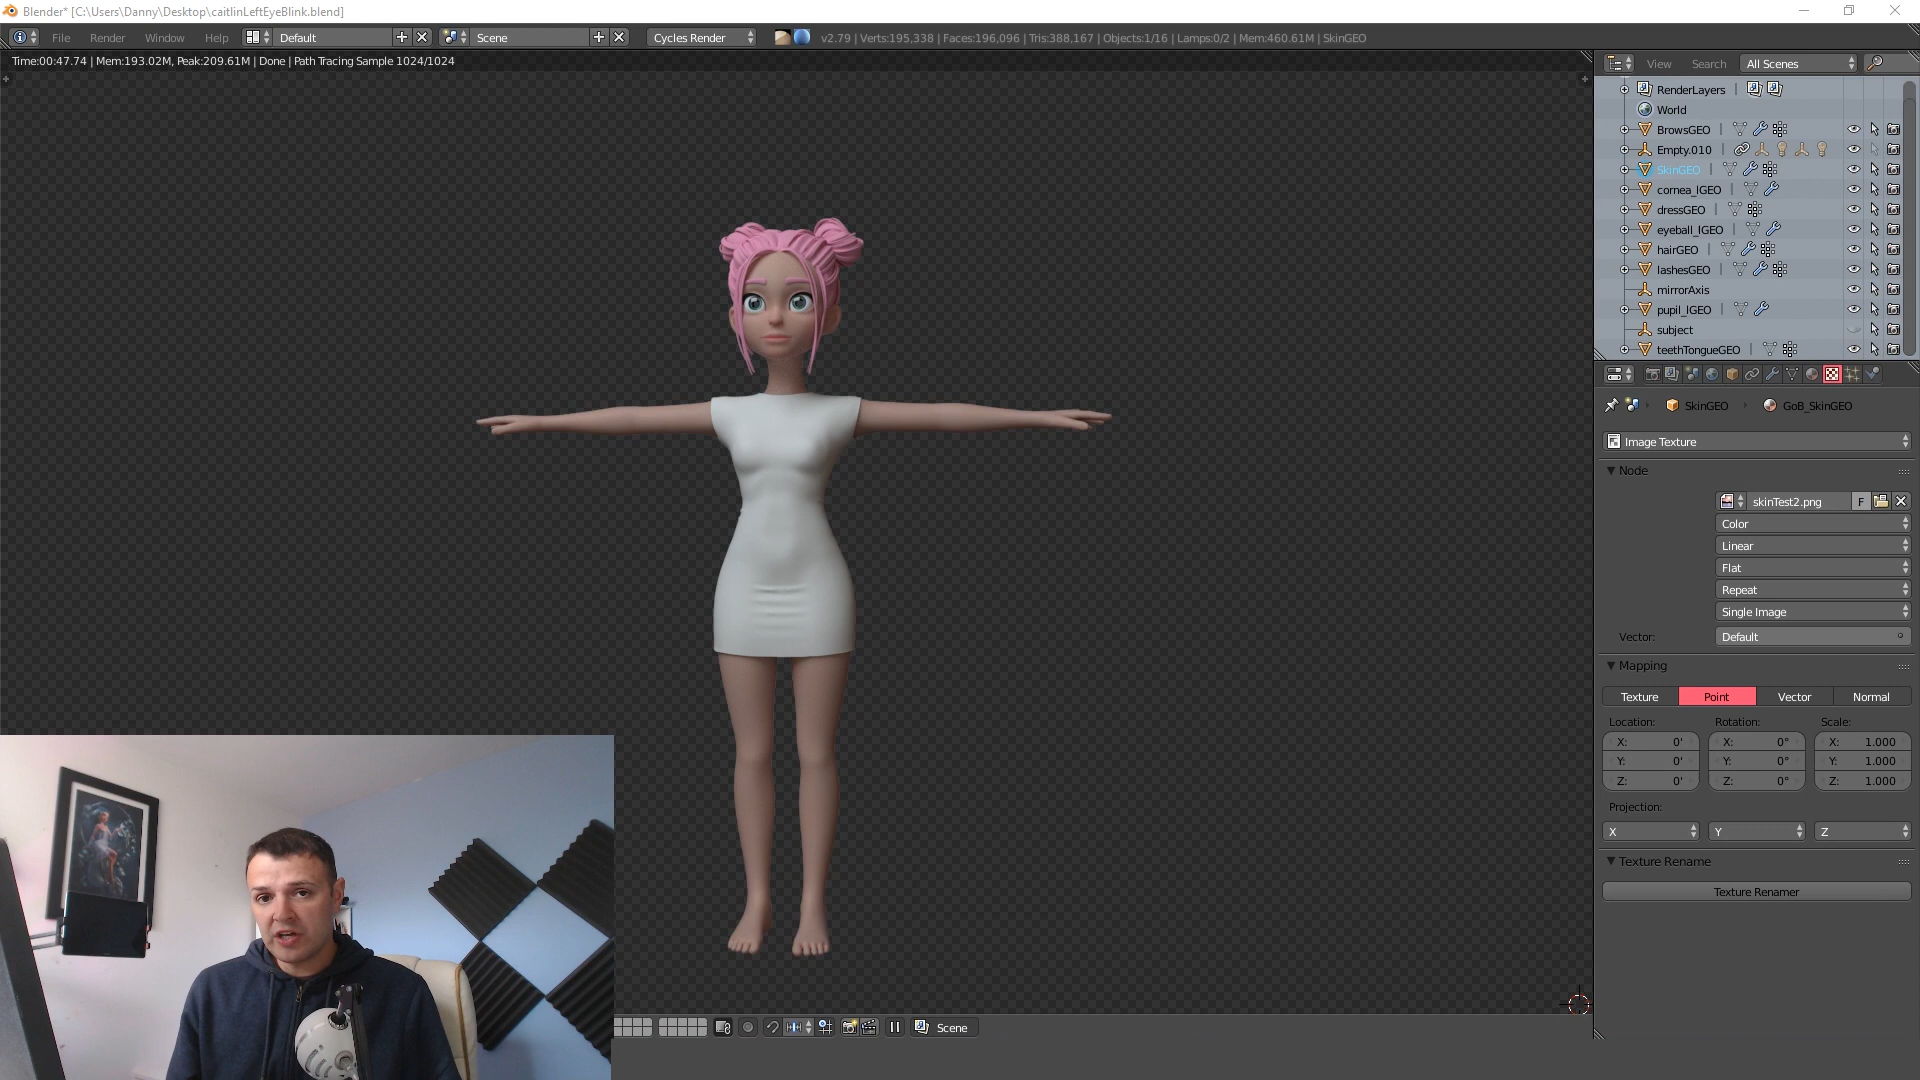 Blender* [C:\Users\Danny\Desktop\caitlinLeftEyeBlink.blend]
File Render Window Help Default Scene Cycles Render v2.79 | Verts:195,338 | Faces:196,096 | Tris:388,167 | Objects:1/16 | Lamps:0/2 | Mem:460.61M | SkinGEO
Time:00:47.74 | Mem:193.02M, Peak:209.61M | Done | Path Tracing Sample 1024/1024
View Search All Scenes
RenderLayers
World
BrowsGEO
Empty.010
SkinGEO
cornea_lGEO
dressGEO
eyeball_lGEO
hairGEO
lashesGEO
mirrorAxis
pupil_lGEO
subject
teethTongueGEO
SkinGEO GoB_SkinGEO
Image Texture
Node
skinTest2.png F
Color
Linear
Flat
Repeat
Single Image
Vector: Default
Mapping
Texture Point Vector Normal
Location: Rotation: Scale:
X: 0' X: 0° X: 1.000
Y: 0' Y: 0° Y: 1.000
Z: 0' Z: 0° Z: 1.000
Projection:
X Y Z
Texture Rename
Texture Renamer
Scene